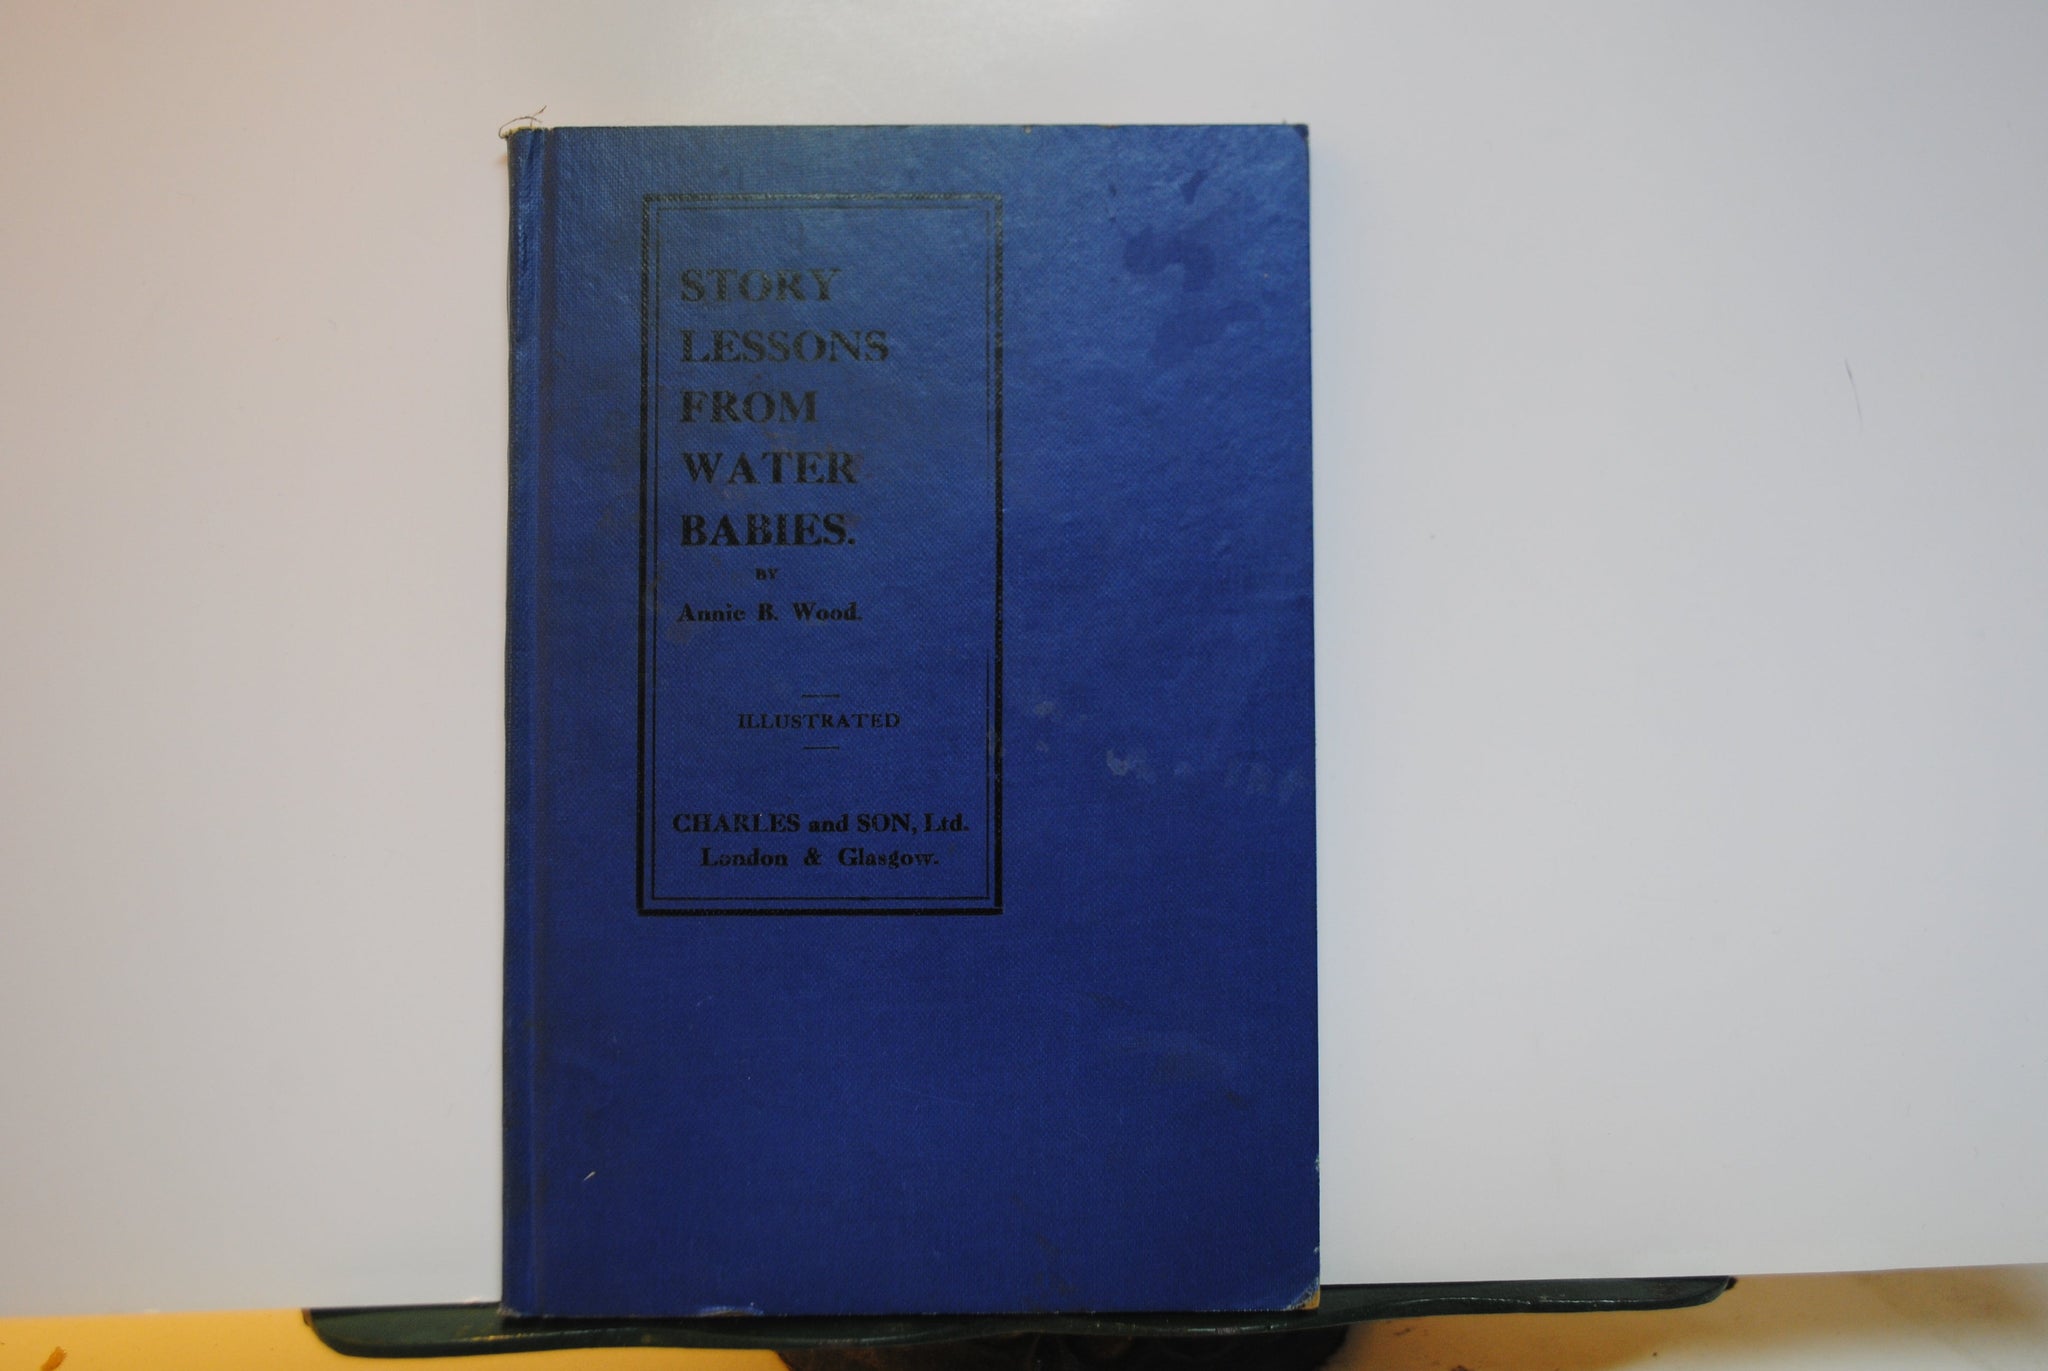 STORY
LESSONS
FROM
WATER
BABIES.
BY
Annie B. Wood.
ILLUSTRATED
CHARLES and SON, Ltd.
London & Glasgow.